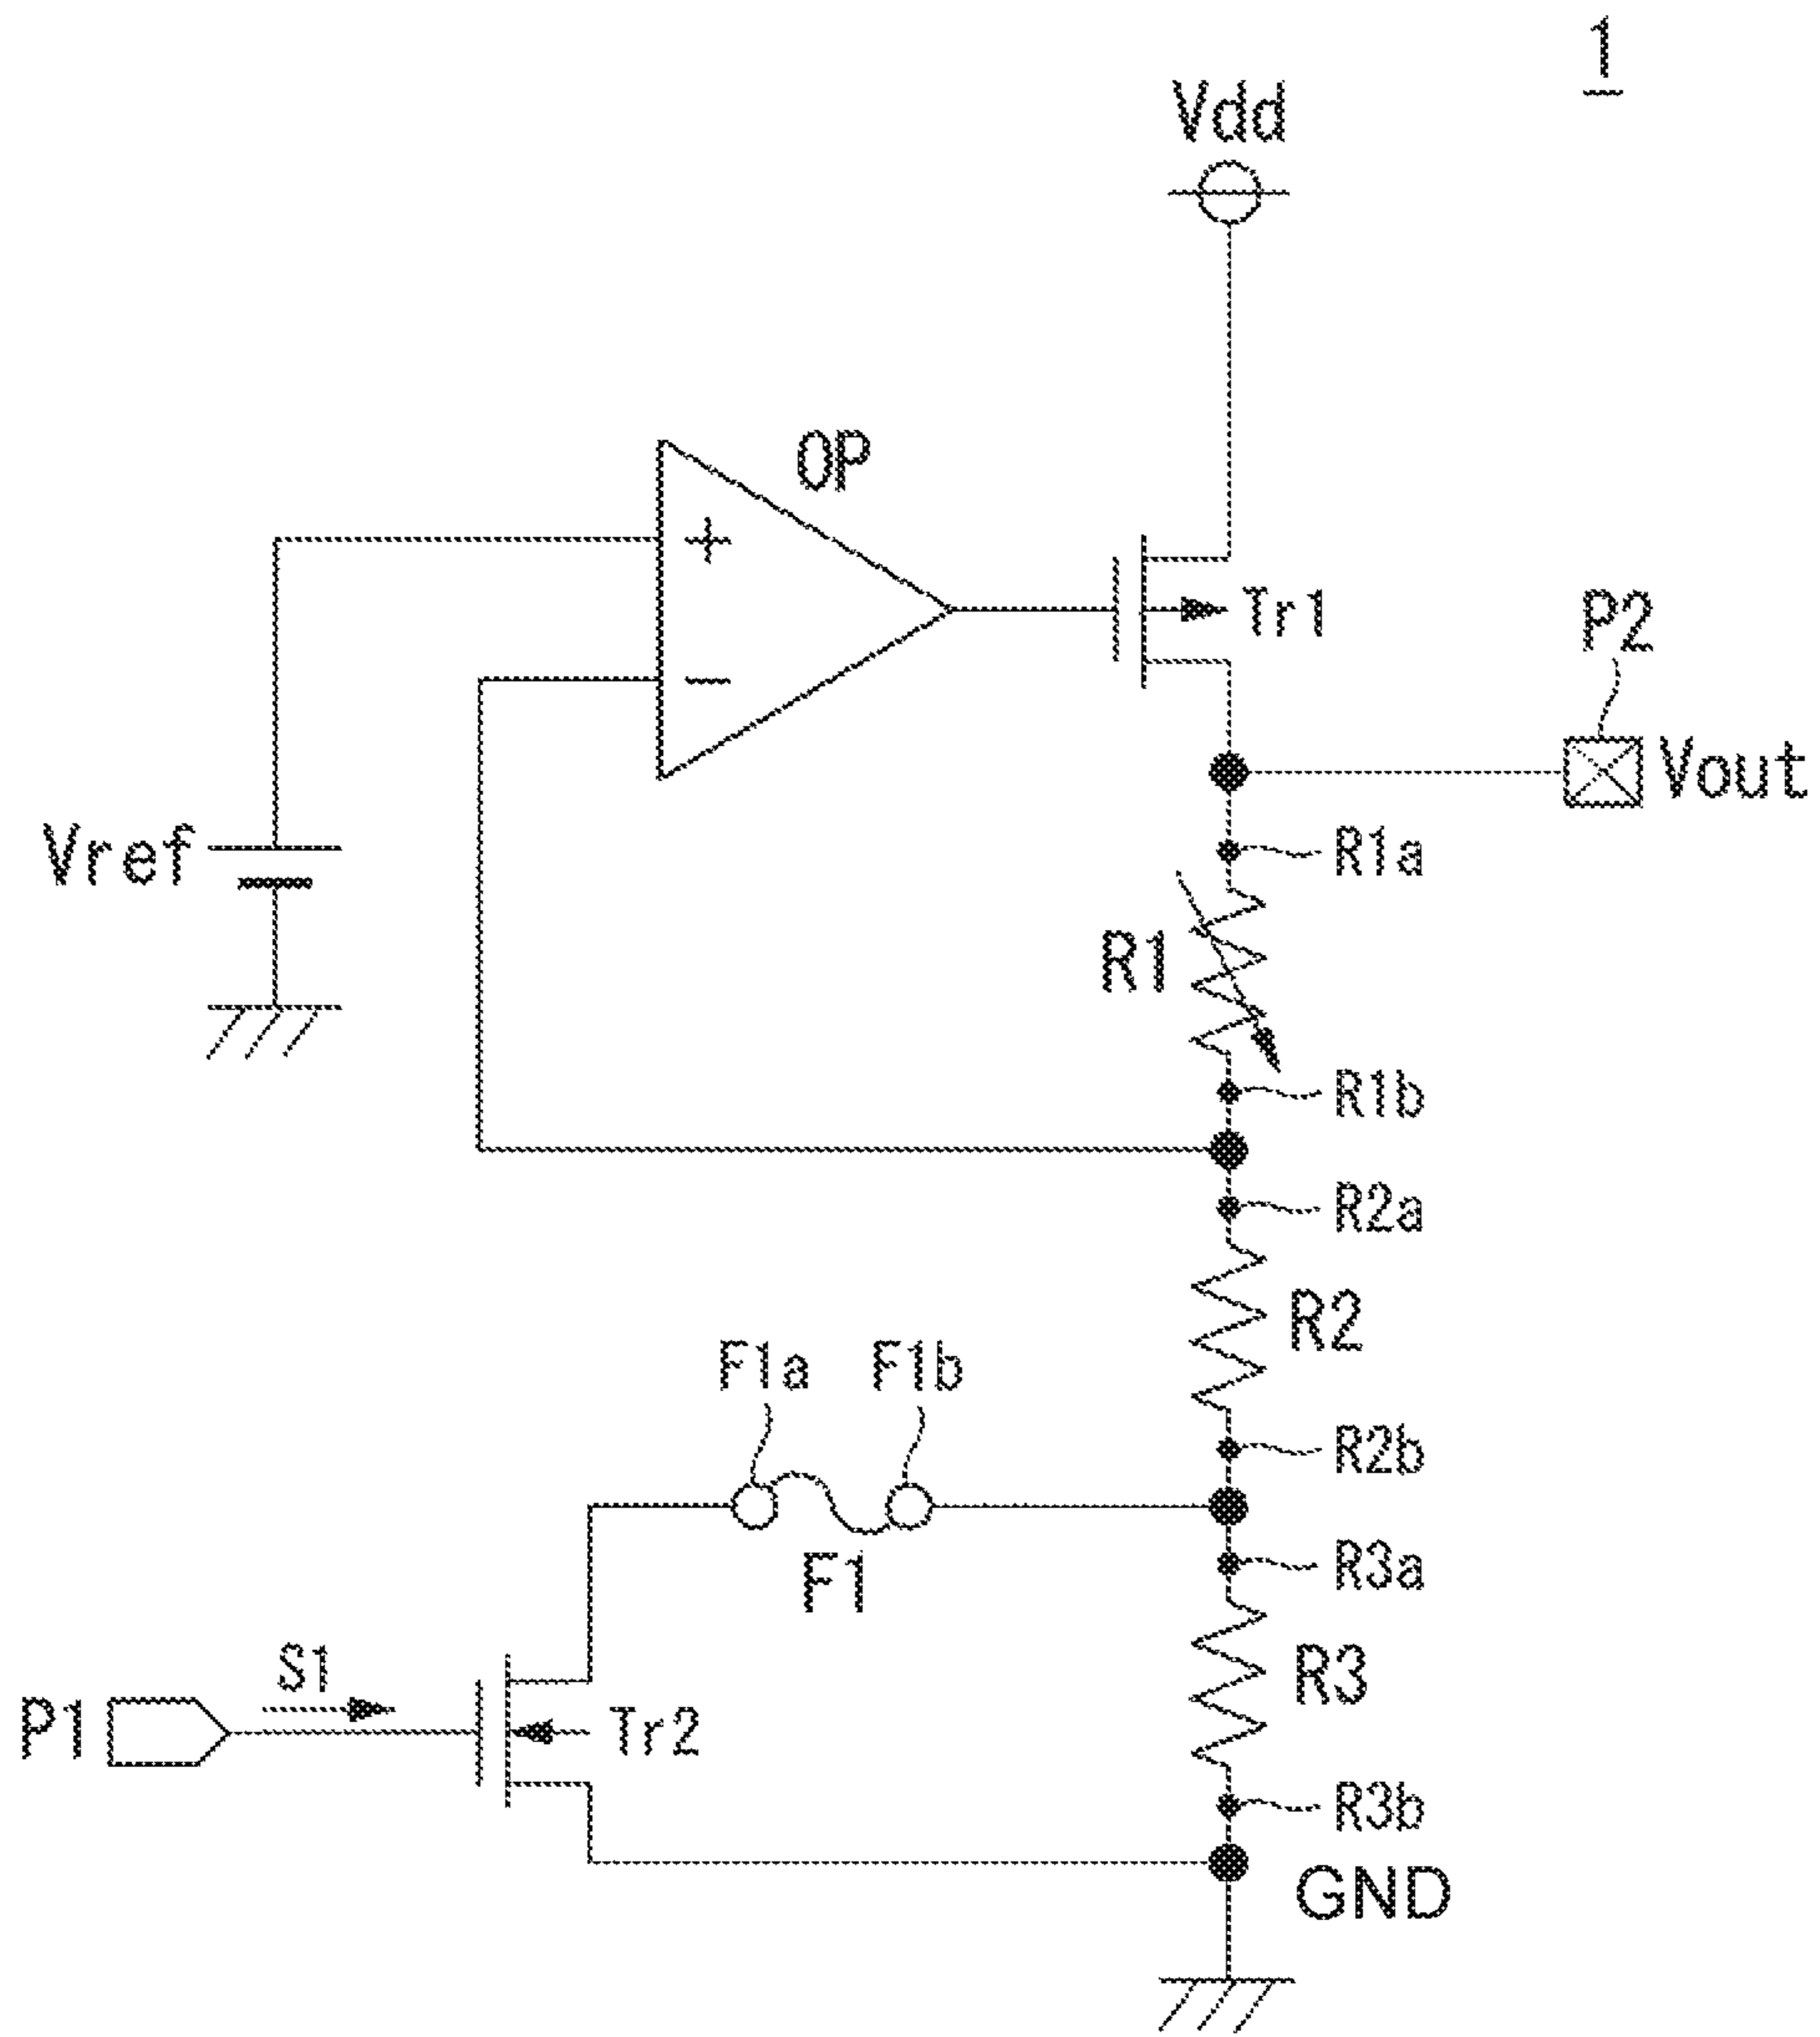 1
Vdd
OP
+
Tr1
P2
−
Vout
Vref
R1a
R1
R1b
R2a
R2
F1a
F1b
R2b
F1
R3a
S1
R3
P1
Tr2
R3b
GND